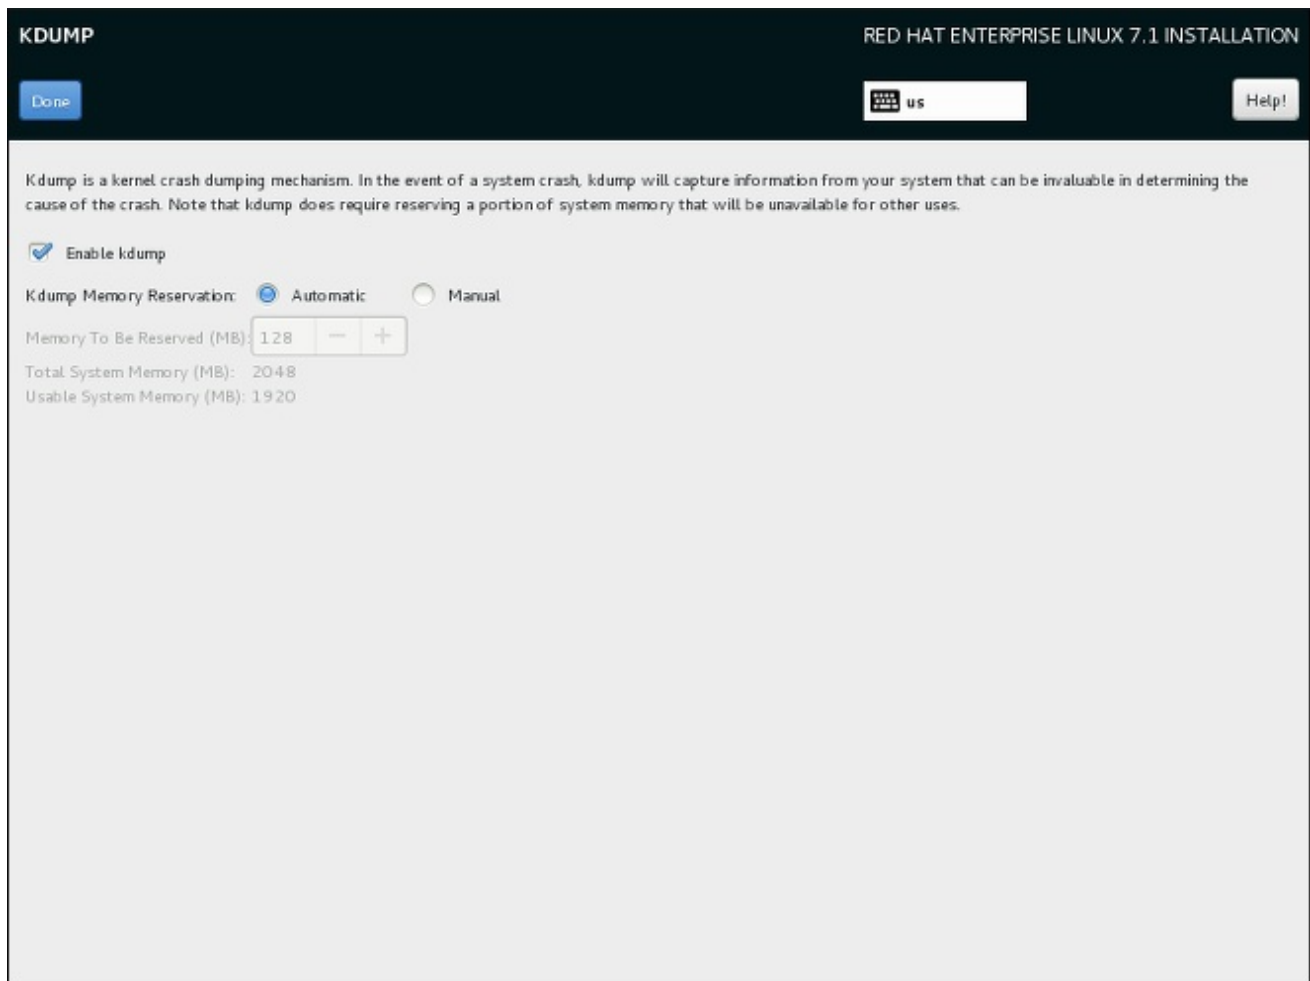 KDUMP
RED HAT ENTERPRISE LINUX 7.1 INSTALLATION
Done
us
Help!
Kdump is a kernel crash dumping mechanism. In the event of a system crash, kdump will capture information from your system that can be invaluable in determining the
cause of the crash. Note that kdump does require reserving a portion of system memory that will be unavailable for other uses.
Enable kdump
Kdump Memory Reservation: Automatic Manual
Memory To Be Reserved (MB): 128 − +
Total System Memory (MB): 2048
Usable System Memory (MB): 1920